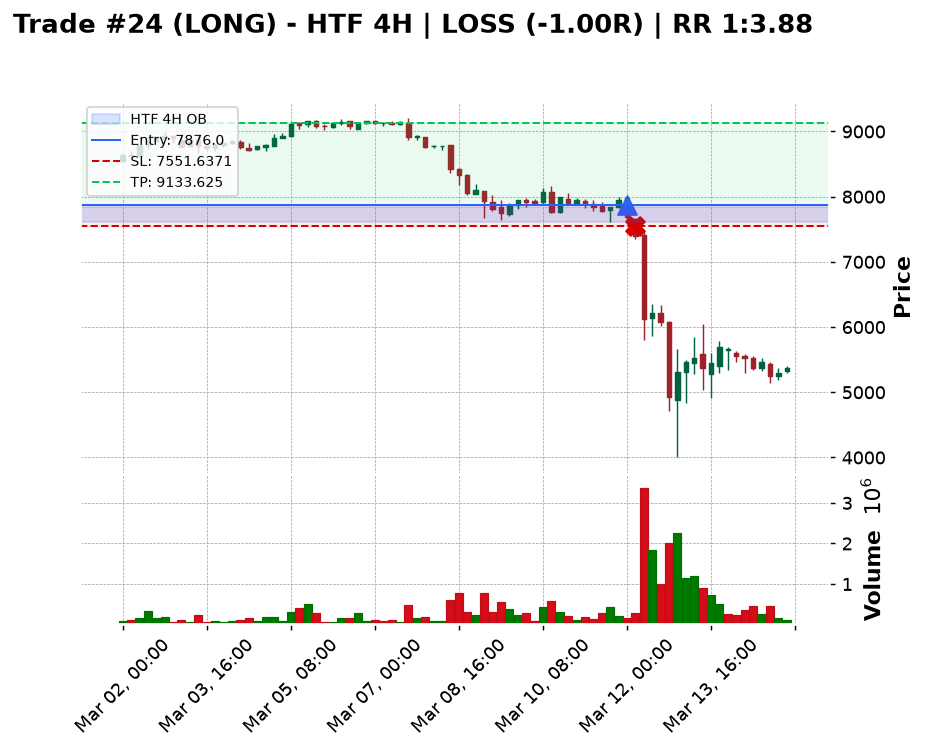 Trade #24 (LONG) - HTF 4H | LOSS (-1.00R) | RR 1:3.88
HTF 4H OB
Entry: 7876.0
SL: 7551.6371
TP: 9133.625
9000
8000
7000
6000
5000
4000
Price
3
2
1
Volume 10⁶
Mar 02, 00:00
Mar 03, 16:00
Mar 05, 08:00
Mar 07, 00:00
Mar 08, 16:00
Mar 10, 08:00
Mar 12, 00:00
Mar 13, 16:00